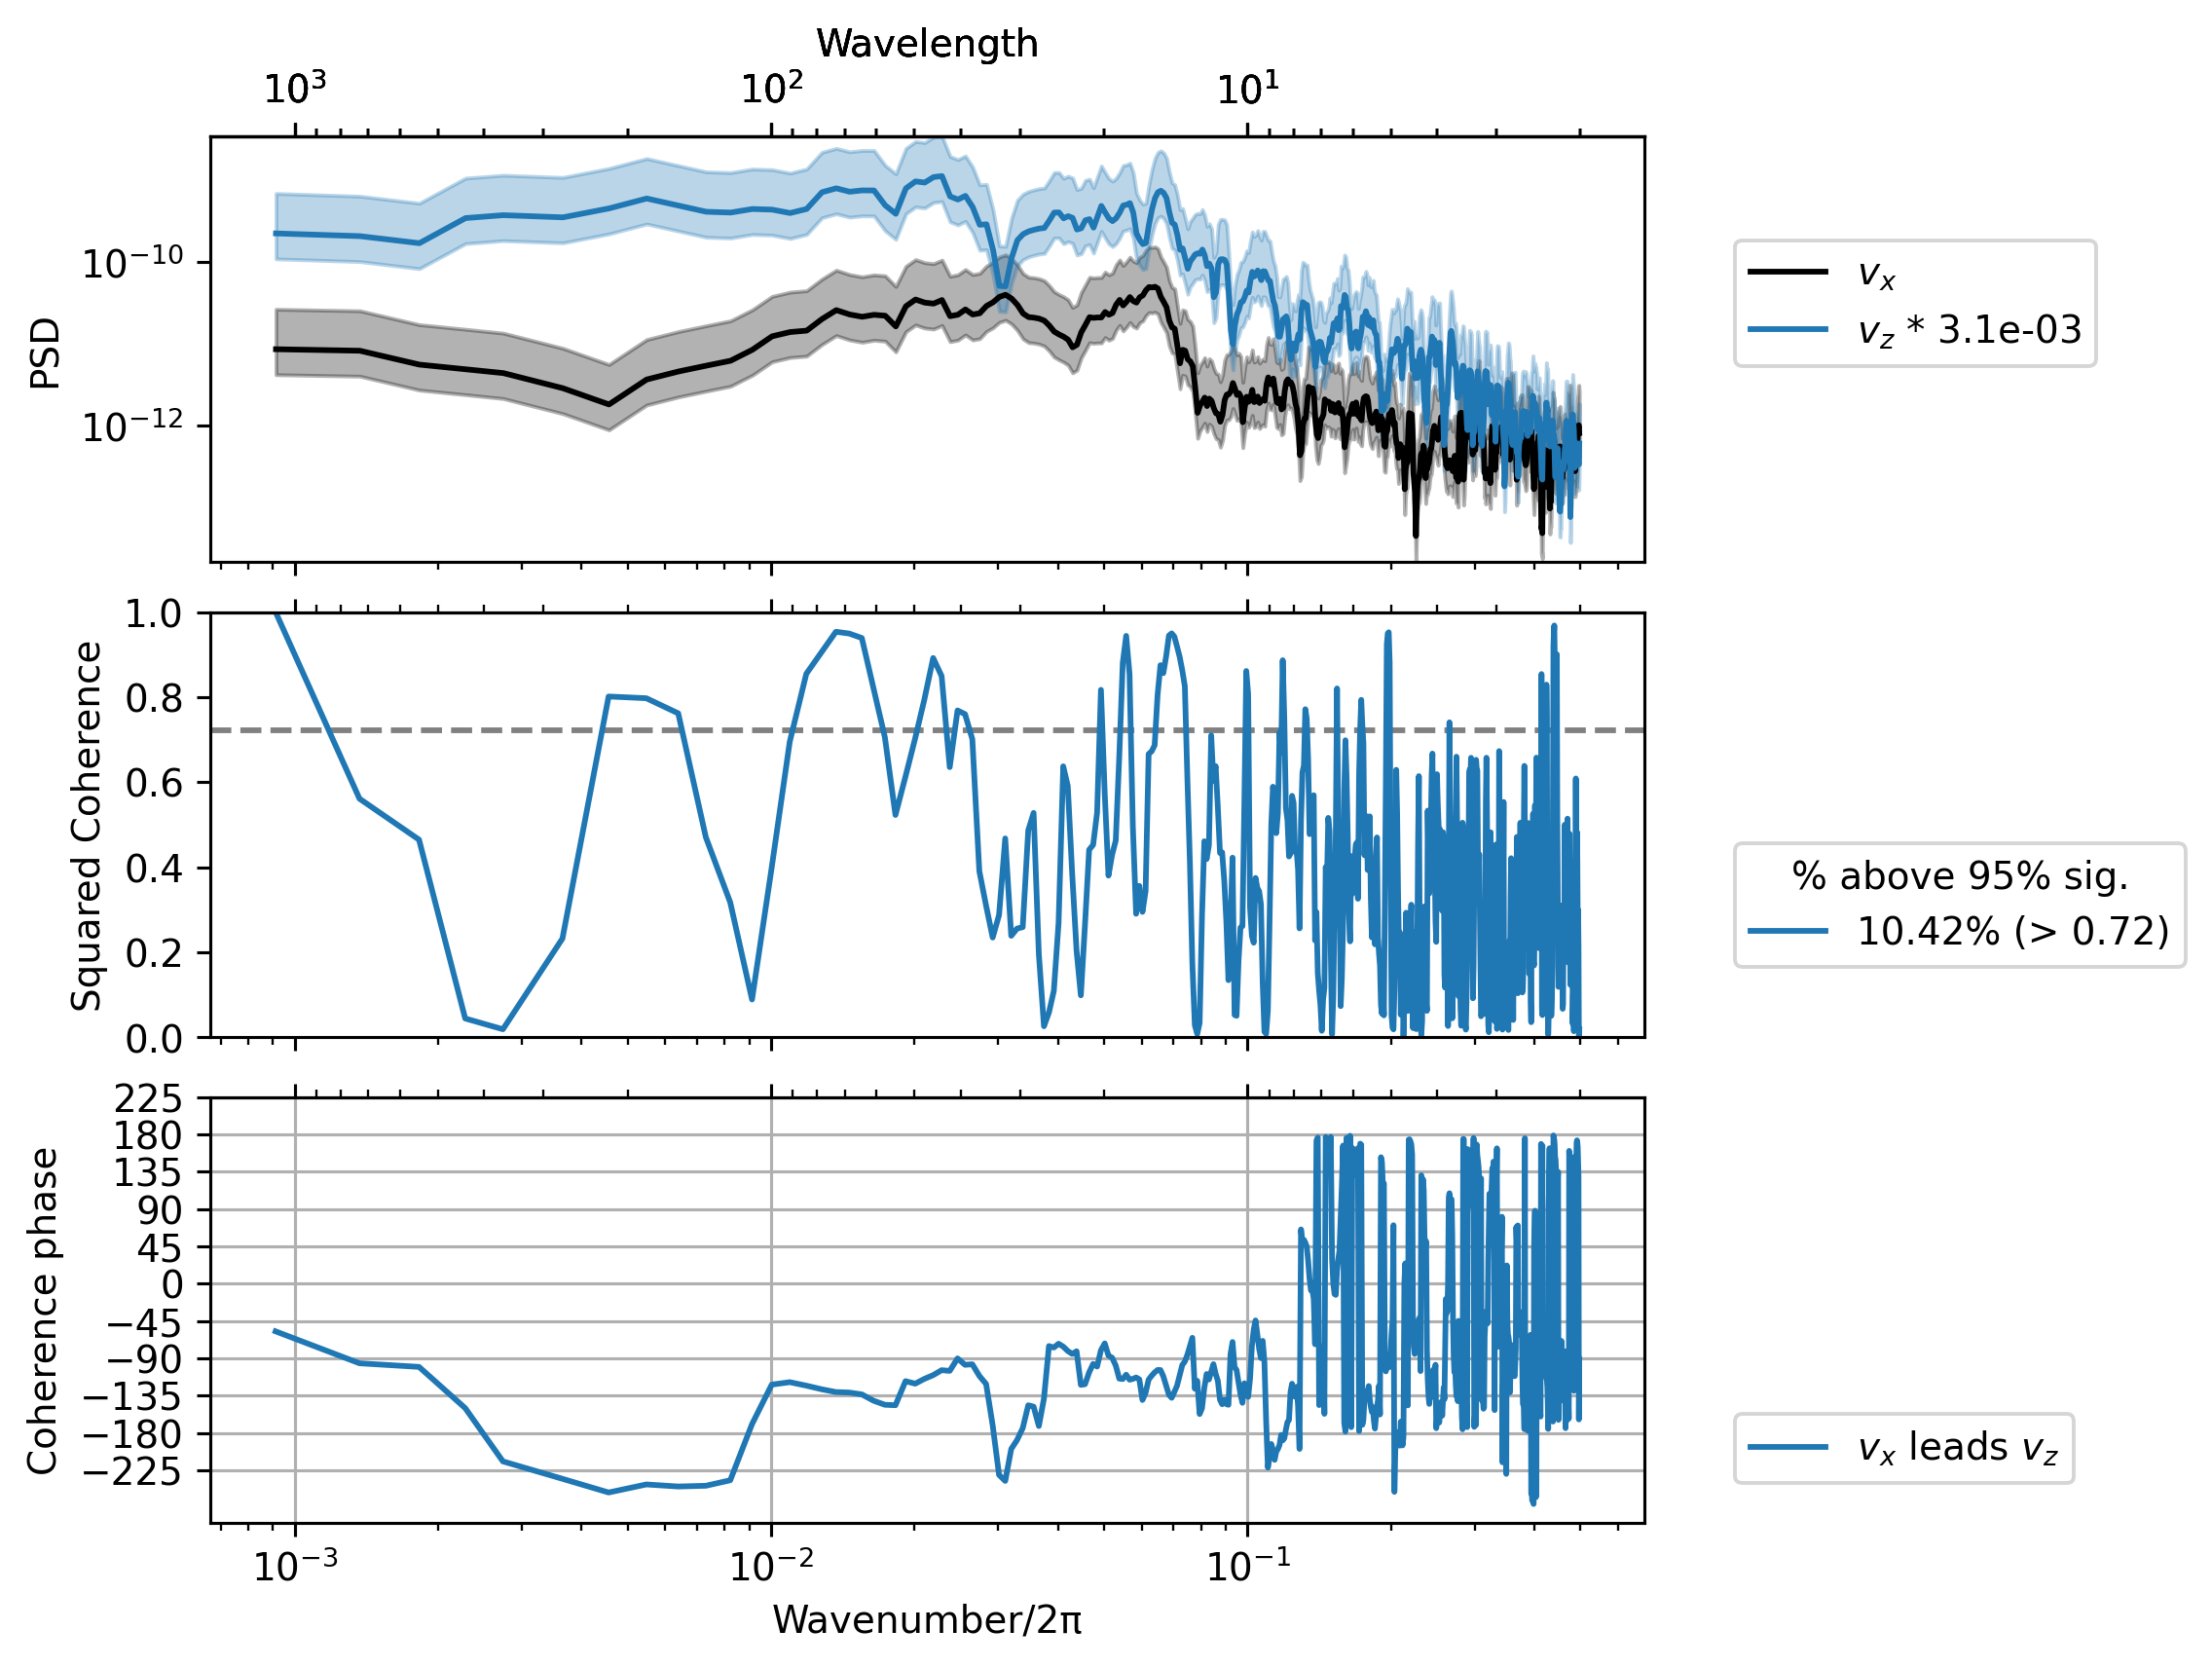 Wavelength
10³ 10² 10¹
PSD
10⁻¹⁰
10⁻¹²
vₓ
v_z * 3.1e-03
Squared Coherence
1.0
0.8
0.6
0.4
0.2
0.0
% above 95% sig.
10.42% (> 0.72)
Coherence phase
225
180
135
90
45
0
−45
−90
−135
−180
−225
vₓ leads v_z
10⁻³ 10⁻² 10⁻¹
Wavenumber/2π